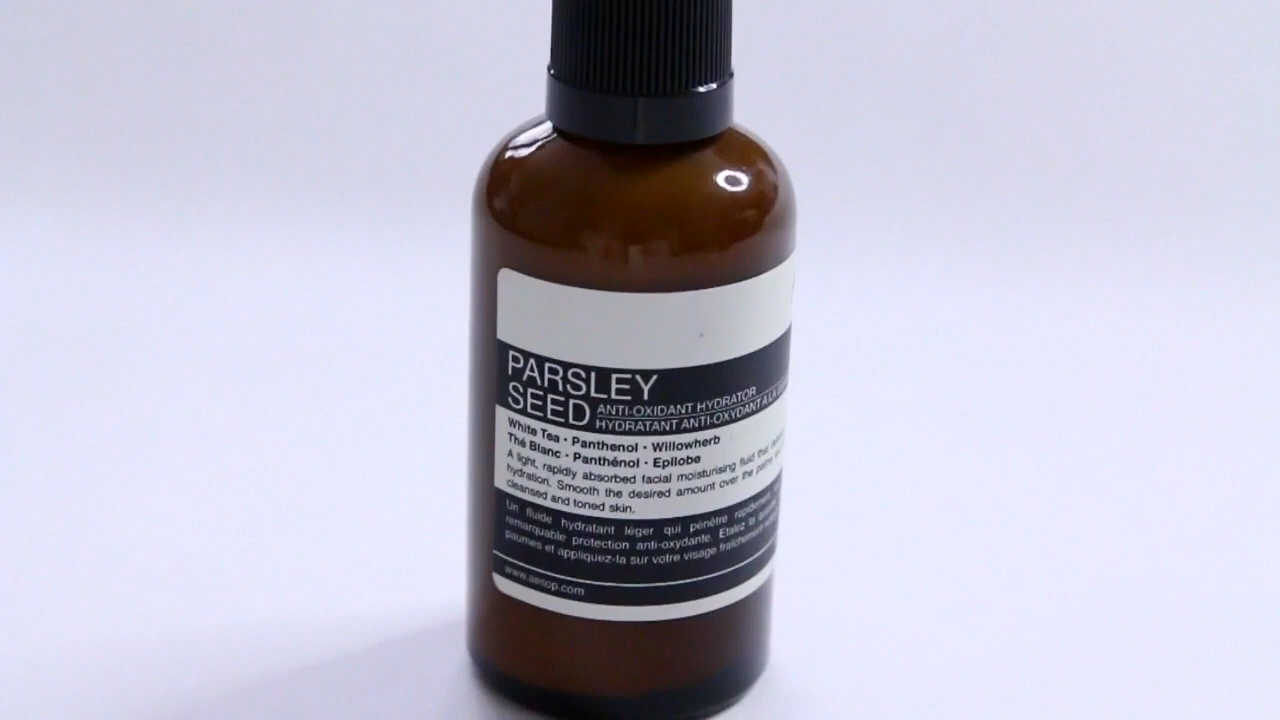 PARSLEY
SEED
ANTI-OXIDANT HYDRATOR
HYDRATANT ANTI-OXYDANT A LA
White Tea · Panthenol · Willowherb
Thé Blanc · Panthénol · Epilobe
A light, rapidly absorbed facial moisturising fluid that
hydration. Smooth the desired amount over the palms
cleansed and toned skin.
Un fluide hydratant léger qui pénètre rapidement
remarquable protection anti-oxydante. Etalez la
paumes et appliquez-la sur votre visage fraîchement
www.aesop.com